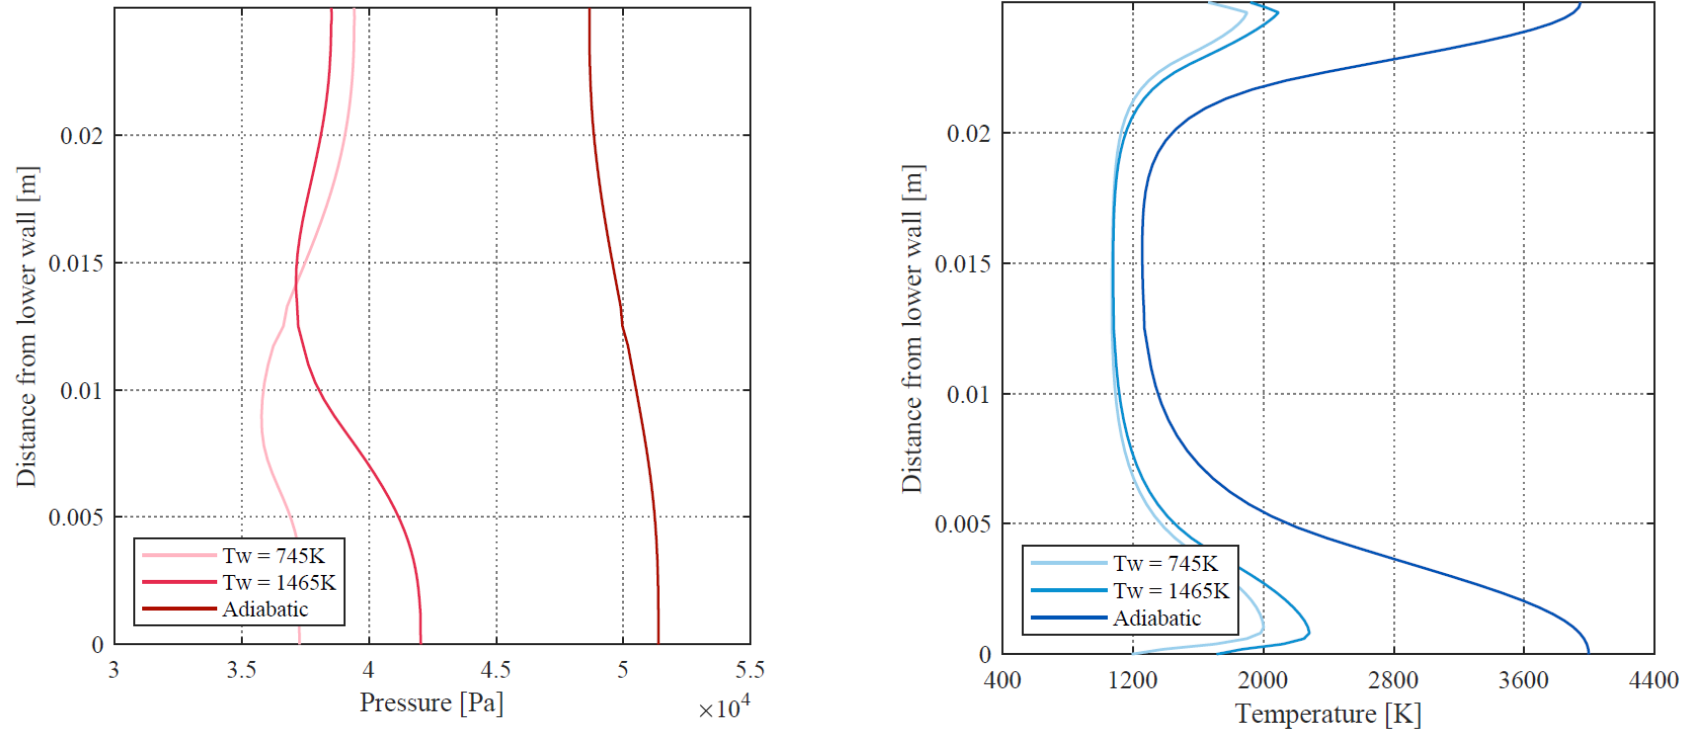 Distance from lower wall [m]
0.02
0.015
0.01
0.005
0
Tw = 745K
Tw = 1465K
Adiabatic
3 3.5 4 4.5 5 5.5
Pressure [Pa]
×10⁴
Distance from lower wall [m]
0.02
0.015
0.01
0.005
0
Tw = 745K
Tw = 1465K
Adiabatic
400 1200 2000 2800 3600 4400
Temperature [K]